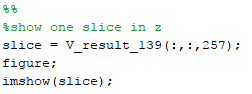 %%
%show one slice in z
slice = V_result_139(:,:,257);
figure;
imshow(slice);